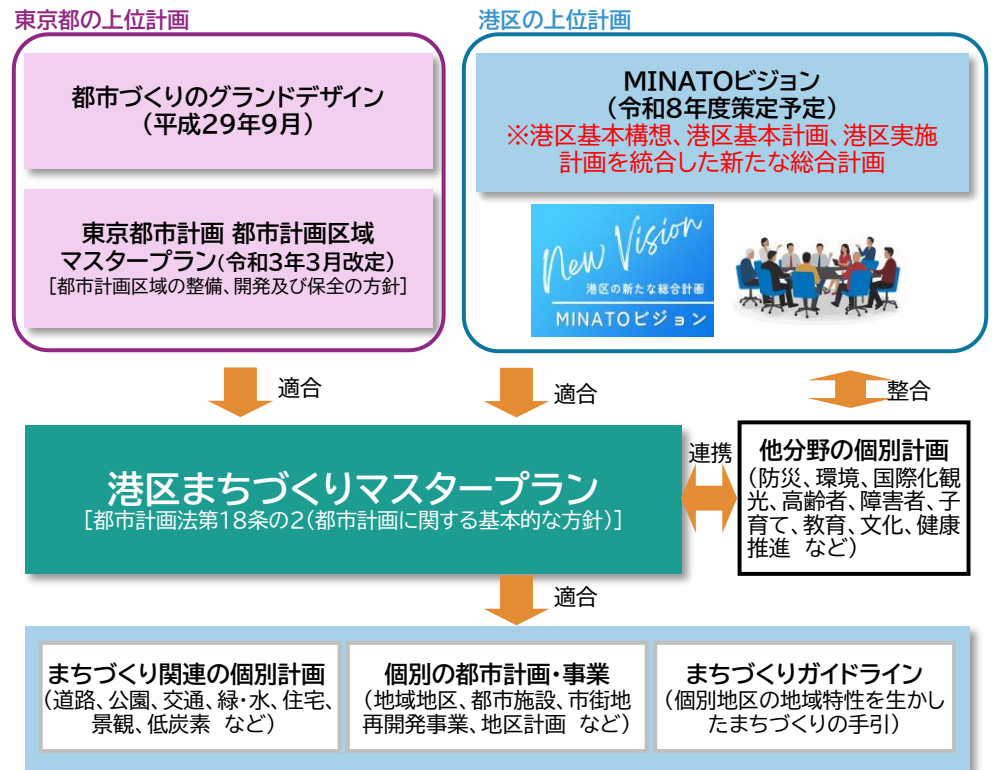 東京都の上位計画
都市づくりのグランドデザイン
(平成29年9月)
東京都市計画 都市計画区域
マスタープラン(令和3年3月改定)
[都市計画区域の整備、開発及び保全の方針]
港区の上位計画
MINATOビジョン
(令和8年度策定予定)
※港区基本構想、港区基本計画、港区実施
計画を統合した新たな総合計画
New Vision
港区の新たな総合計画
MINATOビジョン
適合
適合
整合
港区まちづくりマスタープラン
[都市計画法第18条の2(都市計画に関する基本的な方針)]
連携
他分野の個別計画
(防災、環境、国際化観
光、高齢者、障害者、子
育て、教育、文化、健康
推進 など)
適合
まちづくり関連の個別計画
(道路、公園、交通、緑・水、住宅、
景観、低炭素 など)
個別の都市計画・事業
(地域地区、都市施設、市街地
再開発事業、地区計画 など)
まちづくりガイドライン
(個別地区の地域特性を生かし
たまちづくりの手引)